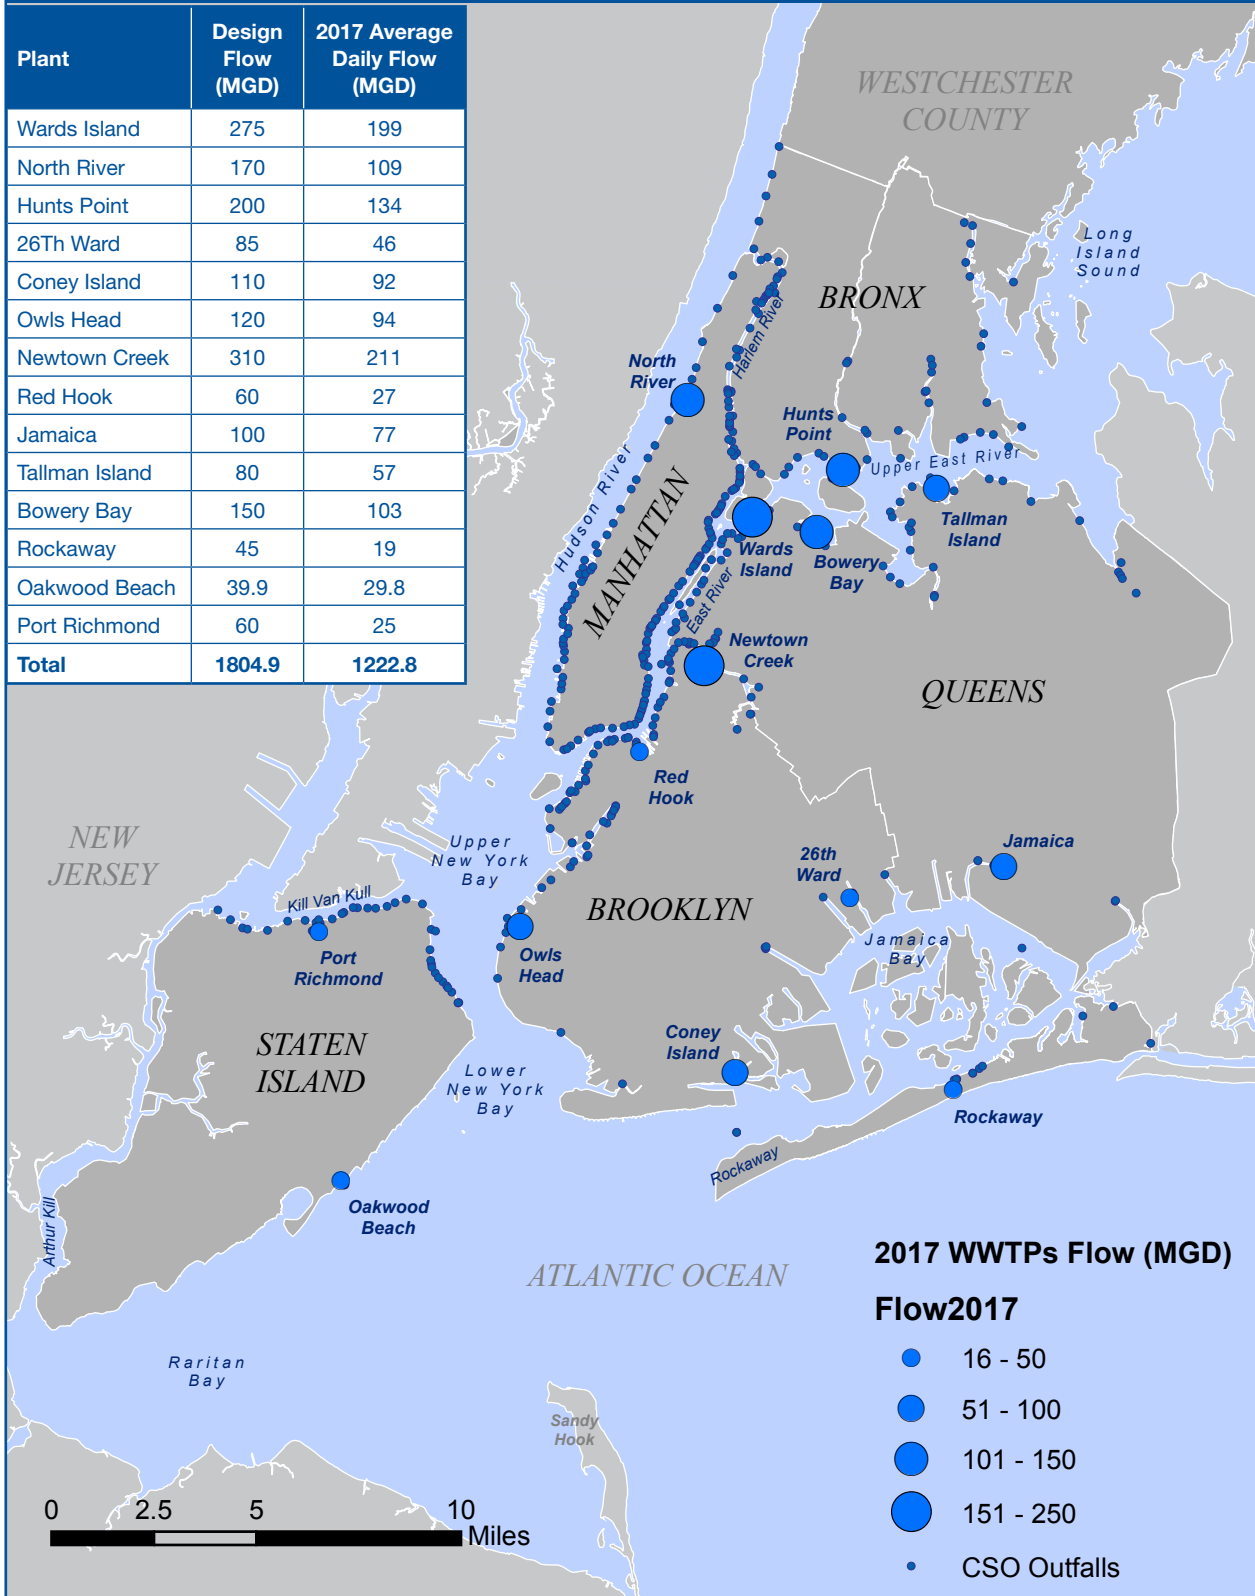 Plant
Design Flow (MGD)
2017 Average Daily Flow (MGD)
Wards Island 275 199
North River 170 109
Hunts Point 200 134
26Th Ward 85 46
Coney Island 110 92
Owls Head 120 94
Newtown Creek 310 211
Red Hook 60 27
Jamaica 100 77
Tallman Island 80 57
Bowery Bay 150 103
Rockaway 45 19
Oakwood Beach 39.9 29.8
Port Richmond 60 25
Total 1804.9 1222.8
WESTCHESTER
COUNTY
Long
Island
Sound
BRONX
Harlem River
North
River
Hunts
Point
Upper East River
Hudson River
MANHATTAN
Tallman
Island
Wards
Island
Bowery
Bay
East River
Newtown
Creek
QUEENS
Red
Hook
NEW
JERSEY
Upper
New York
Bay
Jamaica
26th
Ward
Kill Van Kull
BROOKLYN
Port
Richmond
Owls
Head
Jamaica
Bay
STATEN
ISLAND
Coney
Island
Lower
New York
Bay
Rockaway
Rockaway
Arthur Kill
Oakwood
Beach
ATLANTIC OCEAN
Raritan
Bay
Sandy
Hook
2017 WWTPs Flow (MGD)
Flow2017
16 - 50
51 - 100
101 - 150
151 - 250
CSO Outfalls
0 2.5 5 10
Miles